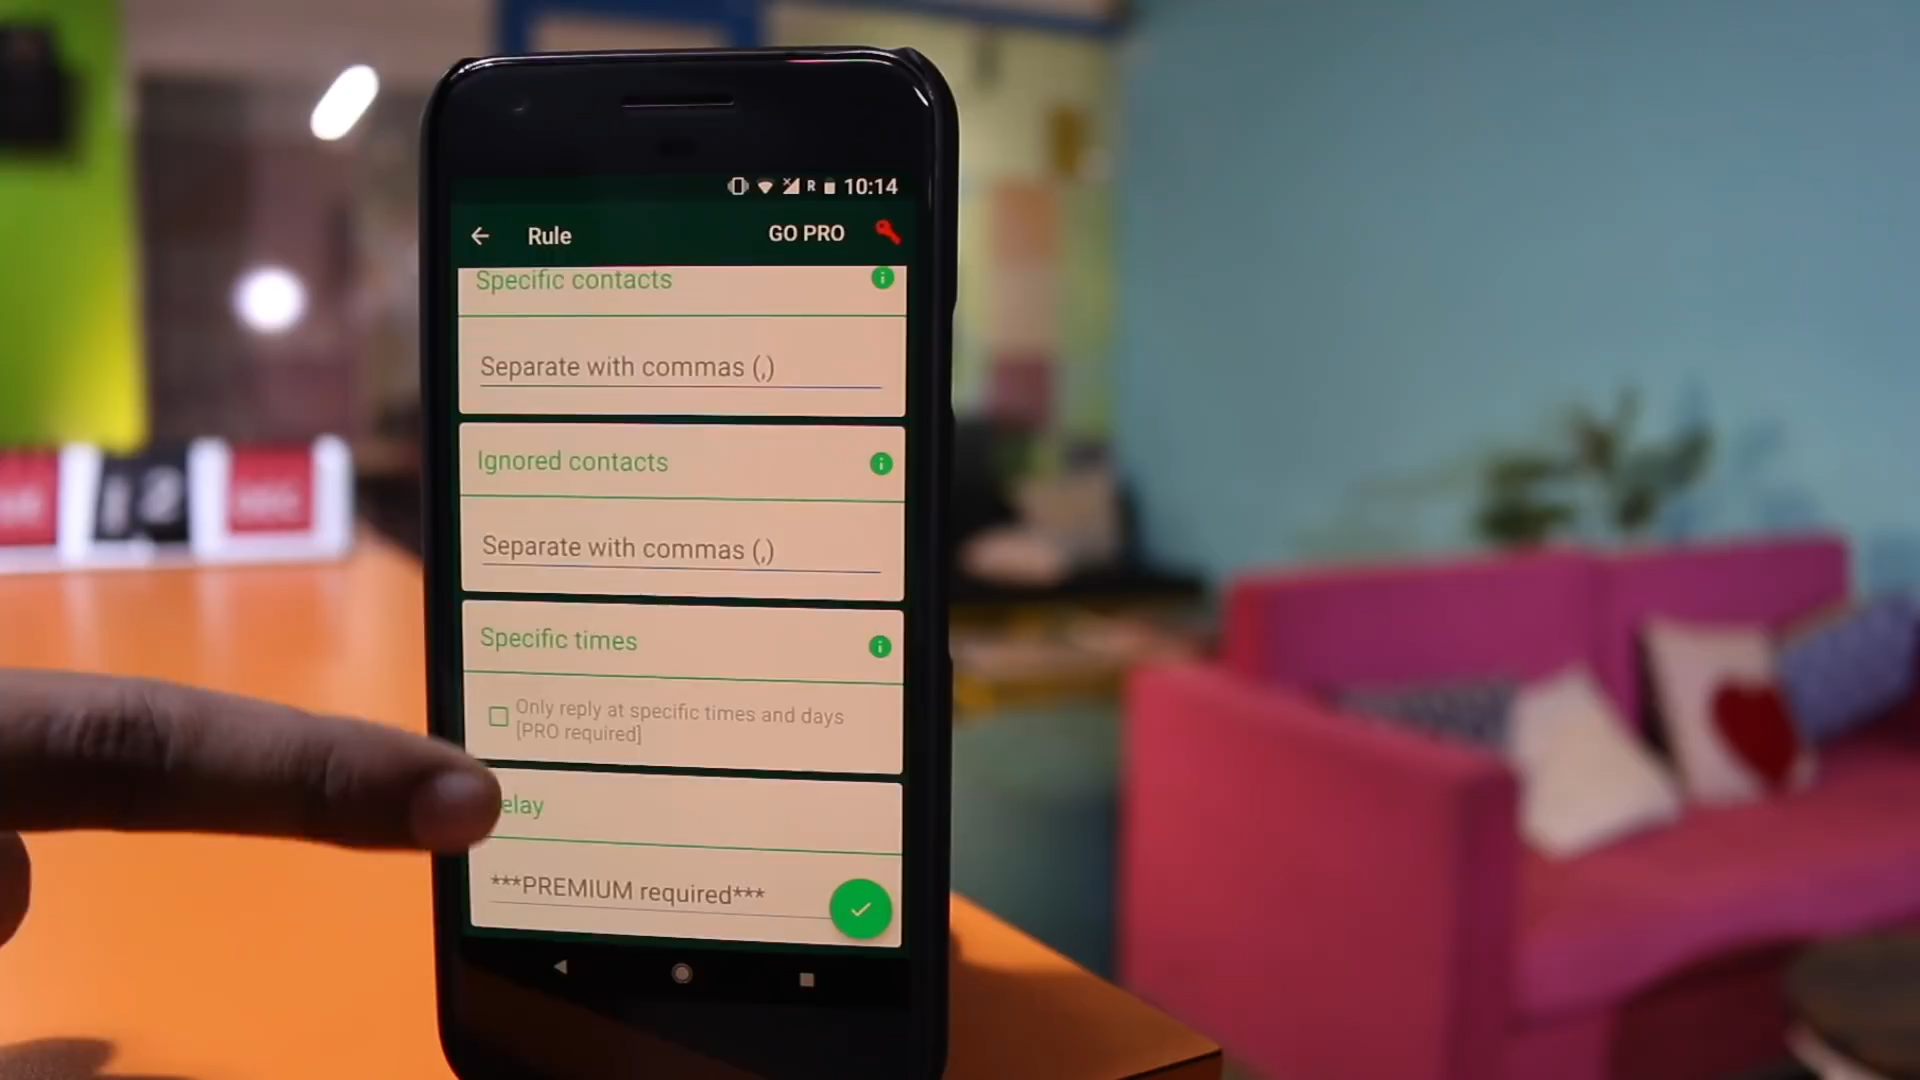 R 10:14
Rule GO PRO
Specific contacts
Separate with commas (,)
Ignored contacts
Separate with commas (,)
Specific times
Only reply at specific times and days
[PRO required]
elay
***PREMIUM required***